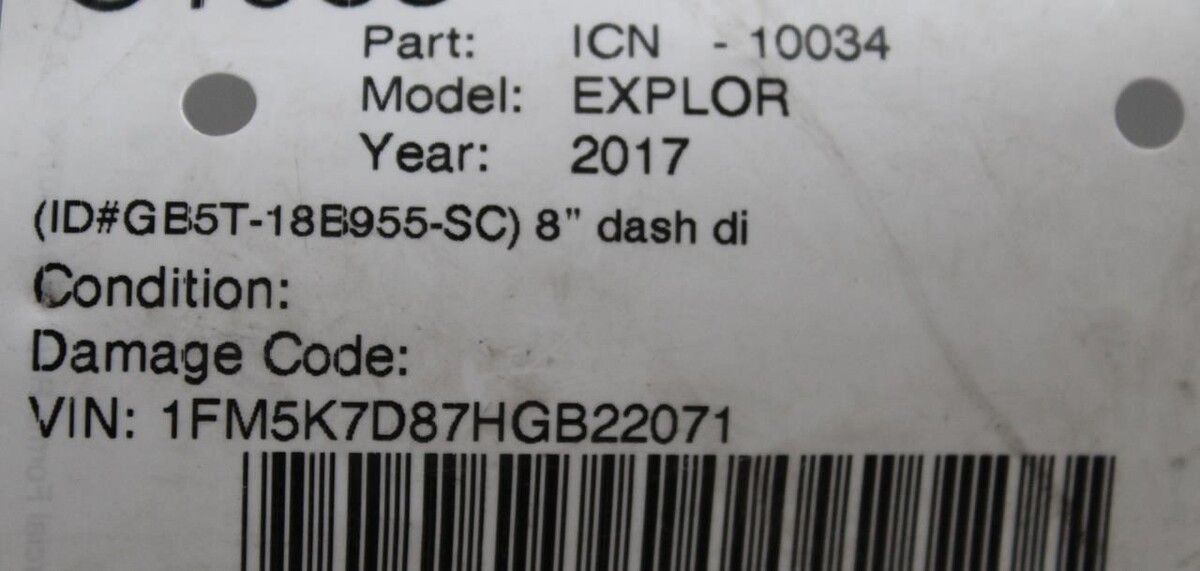 Part: ICN - 10034
Model: EXPLOR
Year: 2017
(ID#GB5T-18B955-SC) 8" dash di
Condition:
Damage Code:
VIN: 1FM5K7D87HGB22071